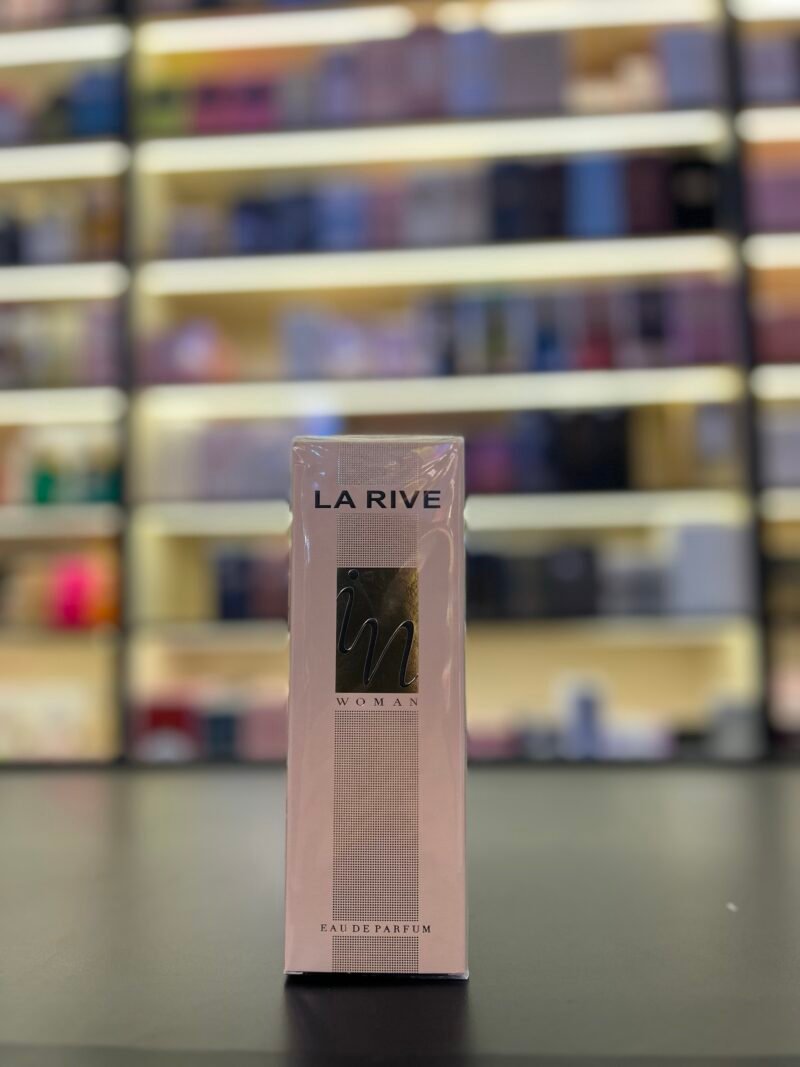 LA RIVE
in
WOMAN
EAU DE PARFUM